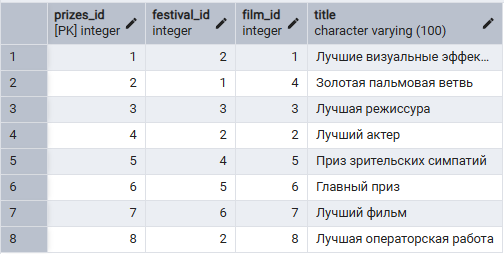 prizes_id festival_id film_id title
[PK] integer integer integer character varying (100)
1 1 2 1 Лучшие визуальные эффек...
2 2 1 4 Золотая пальмовая ветвь
3 3 3 3 Лучшая режиссура
4 4 2 2 Лучший актер
5 5 4 5 Приз зрительских симпатий
6 6 5 6 Главный приз
7 7 6 7 Лучший фильм
8 8 2 8 Лучшая операторская работа